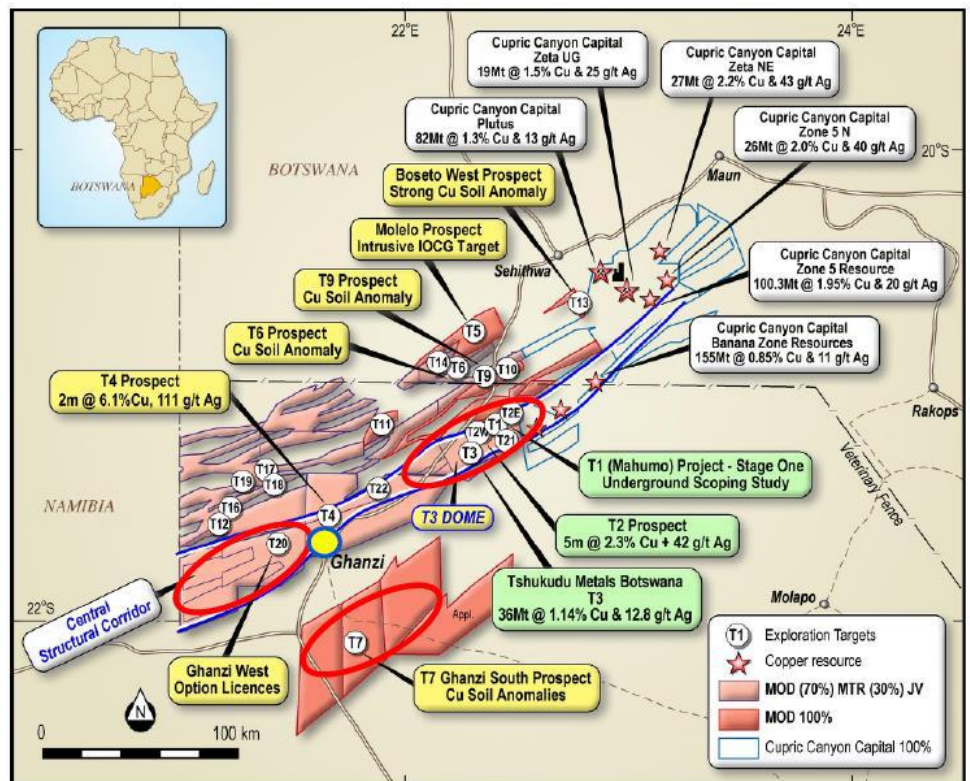 22°E
24°E
20°S
22°S
BOTSWANA
BOTSWANA
NAMIBIA
Cupric Canyon Capital
Zeta UG
19Mt @ 1.5% Cu & 25 g/t Ag
Cupric Canyon Capital
Zeta NE
27Mt @ 2.2% Cu & 43 g/t Ag
Cupric Canyon Capital
Plutus
82Mt @ 1.3% Cu & 13 g/t Ag
Cupric Canyon Capital
Zone 5 N
26Mt @ 2.0% Cu & 40 g/t Ag
Maun
Boseto West Prospect
Strong Cu Soil Anomaly
Molelo Prospect
Intrusive IOCG Target
Sehithwa
Cupric Canyon Capital
Zone 5 Resource
100.3Mt @ 1.95% Cu & 20 g/t Ag
T9 Prospect
Cu Soil Anomaly
T6 Prospect
Cu Soil Anomaly
Cupric Canyon Capital
Banana Zone Resources
155Mt @ 0.85% Cu & 11 g/t Ag
T4 Prospect
2m @ 6.1%Cu, 111 g/t Ag
Rakops
T13
T5
T14
T6
T9
T10
T11
T2E
T1
T2W
T21
T3
T17
T19
T18
T22
T16
T12
T4
T20
T7
T1 (Mahumo) Project - Stage One
Underground Scoping Study
Veterinary Fence
T3 DOME
T2 Prospect
5m @ 2.3% Cu + 42 g/t Ag
Ghanzi
Tshukudu Metals Botswana
T3
36Mt @ 1.14% Cu & 12.8 g/t Ag
Central
Structural Corridor
Appl.
Molapo
Ghanzi West
Option Licences
T7 Ghanzi South Prospect
Cu Soil Anomalies
N
0
100 km
T1 Exploration Targets
Copper resource
MOD (70%) MTR (30%) JV
MOD 100%
Cupric Canyon Capital 100%